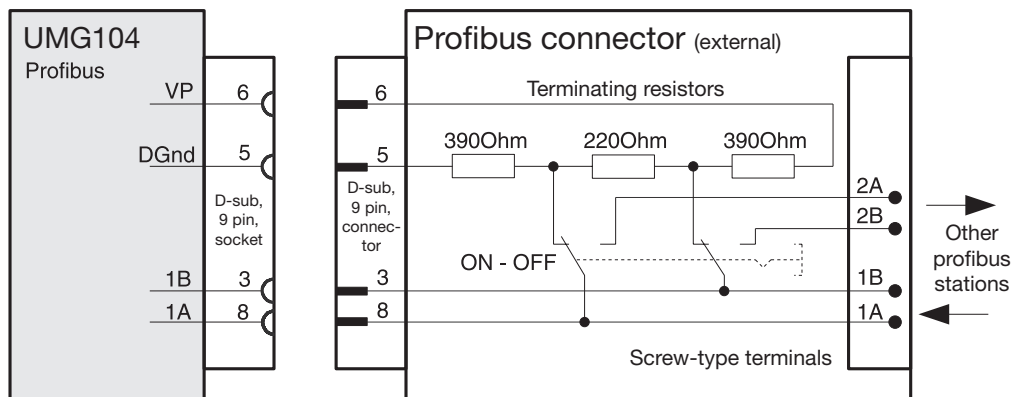 UMG104
Profibus
VP
6
DGnd
5
D-sub,
9 pin,
socket
1B
3
1A
8
Profibus connector (external)
6
Terminating resistors
5
390Ohm
220Ohm
390Ohm
D-sub,
9 pin,
connec-
tor
2A
2B
ON - OFF
3
1B
8
1A
Other
profibus
stations
Screw-type terminals